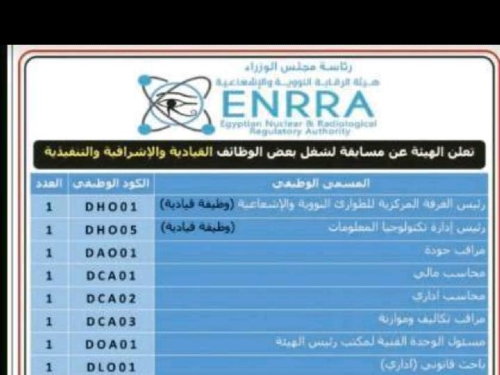 رئاسة مجلس الوزراء
هيئة الرقابة النووية والإشعاعية
ENRRA
Egyptian Nuclear & Radiological
Regulatory Authority
تعلن الهيئة عن مسابقة لشغل بعض الوظائف القيادية والإشرافية والتنفيذية
المسمى الوظيفى الكود الوظيفى العدد
رئيس الغرفة المركزية للطوارئ النووية والإشعاعية (وظيفة قيادية) DHO01 1
رئيس إدارة تكنولوجيا المعلومات (وظيفة قيادية) DHO05 1
مراقب جودة DAO01 1
محاسب مالي DCA01 1
محاسب اداري DCA02 1
مراقب تكاليف وموازنة DCA03 1
مسئول الوحدة الفنية لمكتب رئيس الهيئة DOA01 1
باحث قانوني (اداري) DLO01 1